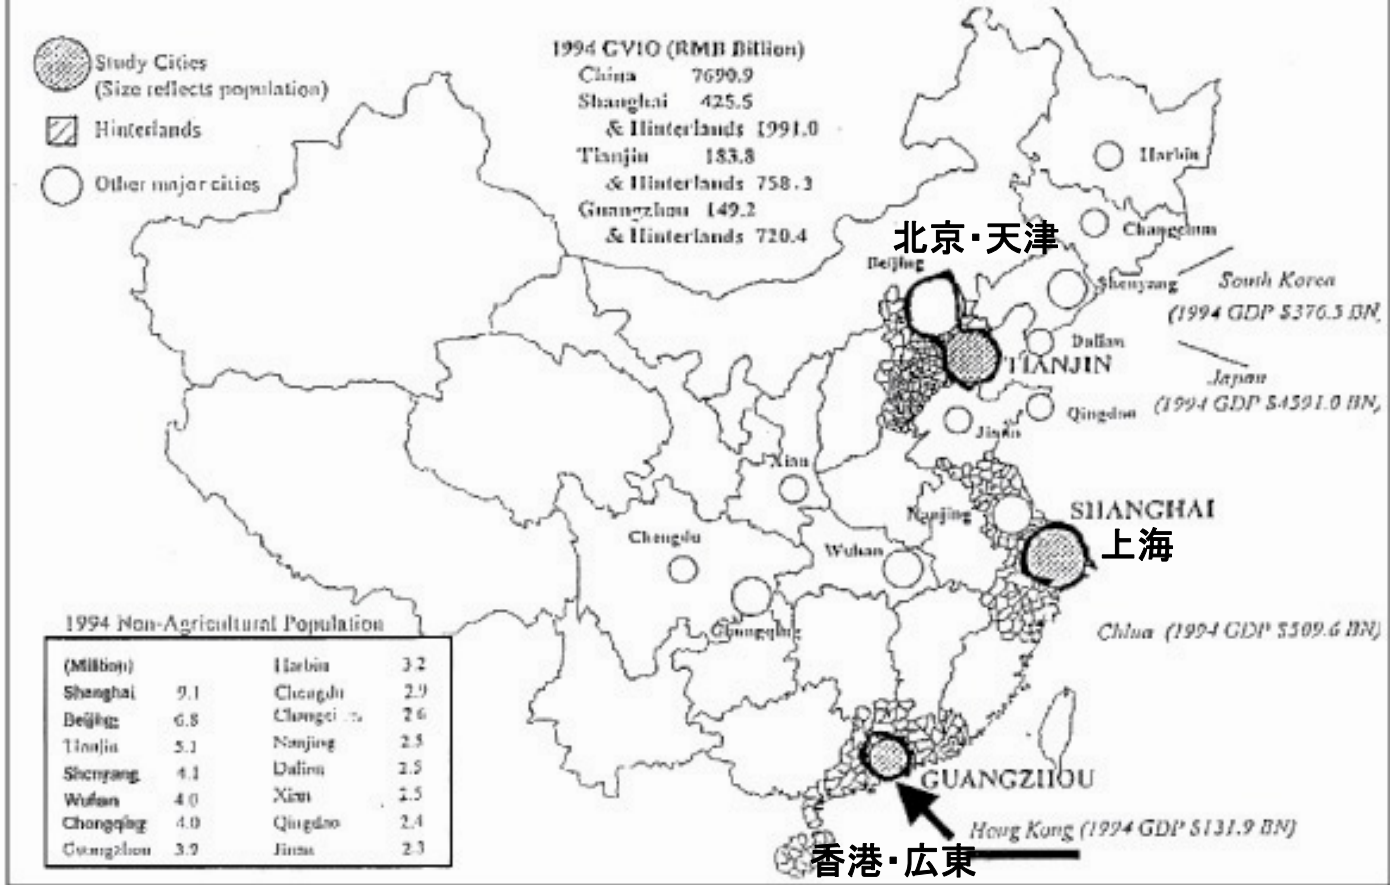 Study Cities
(Size reflects population)
Hinterlands
Other major cities
1994 GVIO (RMB Billion)
China 7690.9
Shanghai 425.5
& Hinterlands 1991.0
Tianjin 183.8
& Hinterlands 758.3
Guangzhou 149.2
& Hinterlands 720.4
Harbin
Changchun
北京・天津
Beijing
Shenyang
South Korea
(1994 GDP $376.5 BN)
Dalian
TIANJIN
Japan
(1994 GDP $4591.0 BN)
Qingdao
Jinan
Xian
Nanjing
SHANGHAI
上海
Chengdu
Wuhan
Chongqing
China (1994 GDP $509.6 BN)
GUANGZHOU
Hong Kong (1994 GDP $131.9 BN)
香港・広東
1994 Non-Agricultural Population
(Million)
Harbin 3.2
Shanghai 9.1 Chengdu 2.9
Beijing 6.8 2.6
Tianjin 5.1 Nanjing 2.5
Shenyang 4.1 Dalian 2.5
Wuhan 4.0 Xian 2.5
Chongqing 4.0 Qingdao 2.4
Guangzhou 3.9 Jinan 2.3